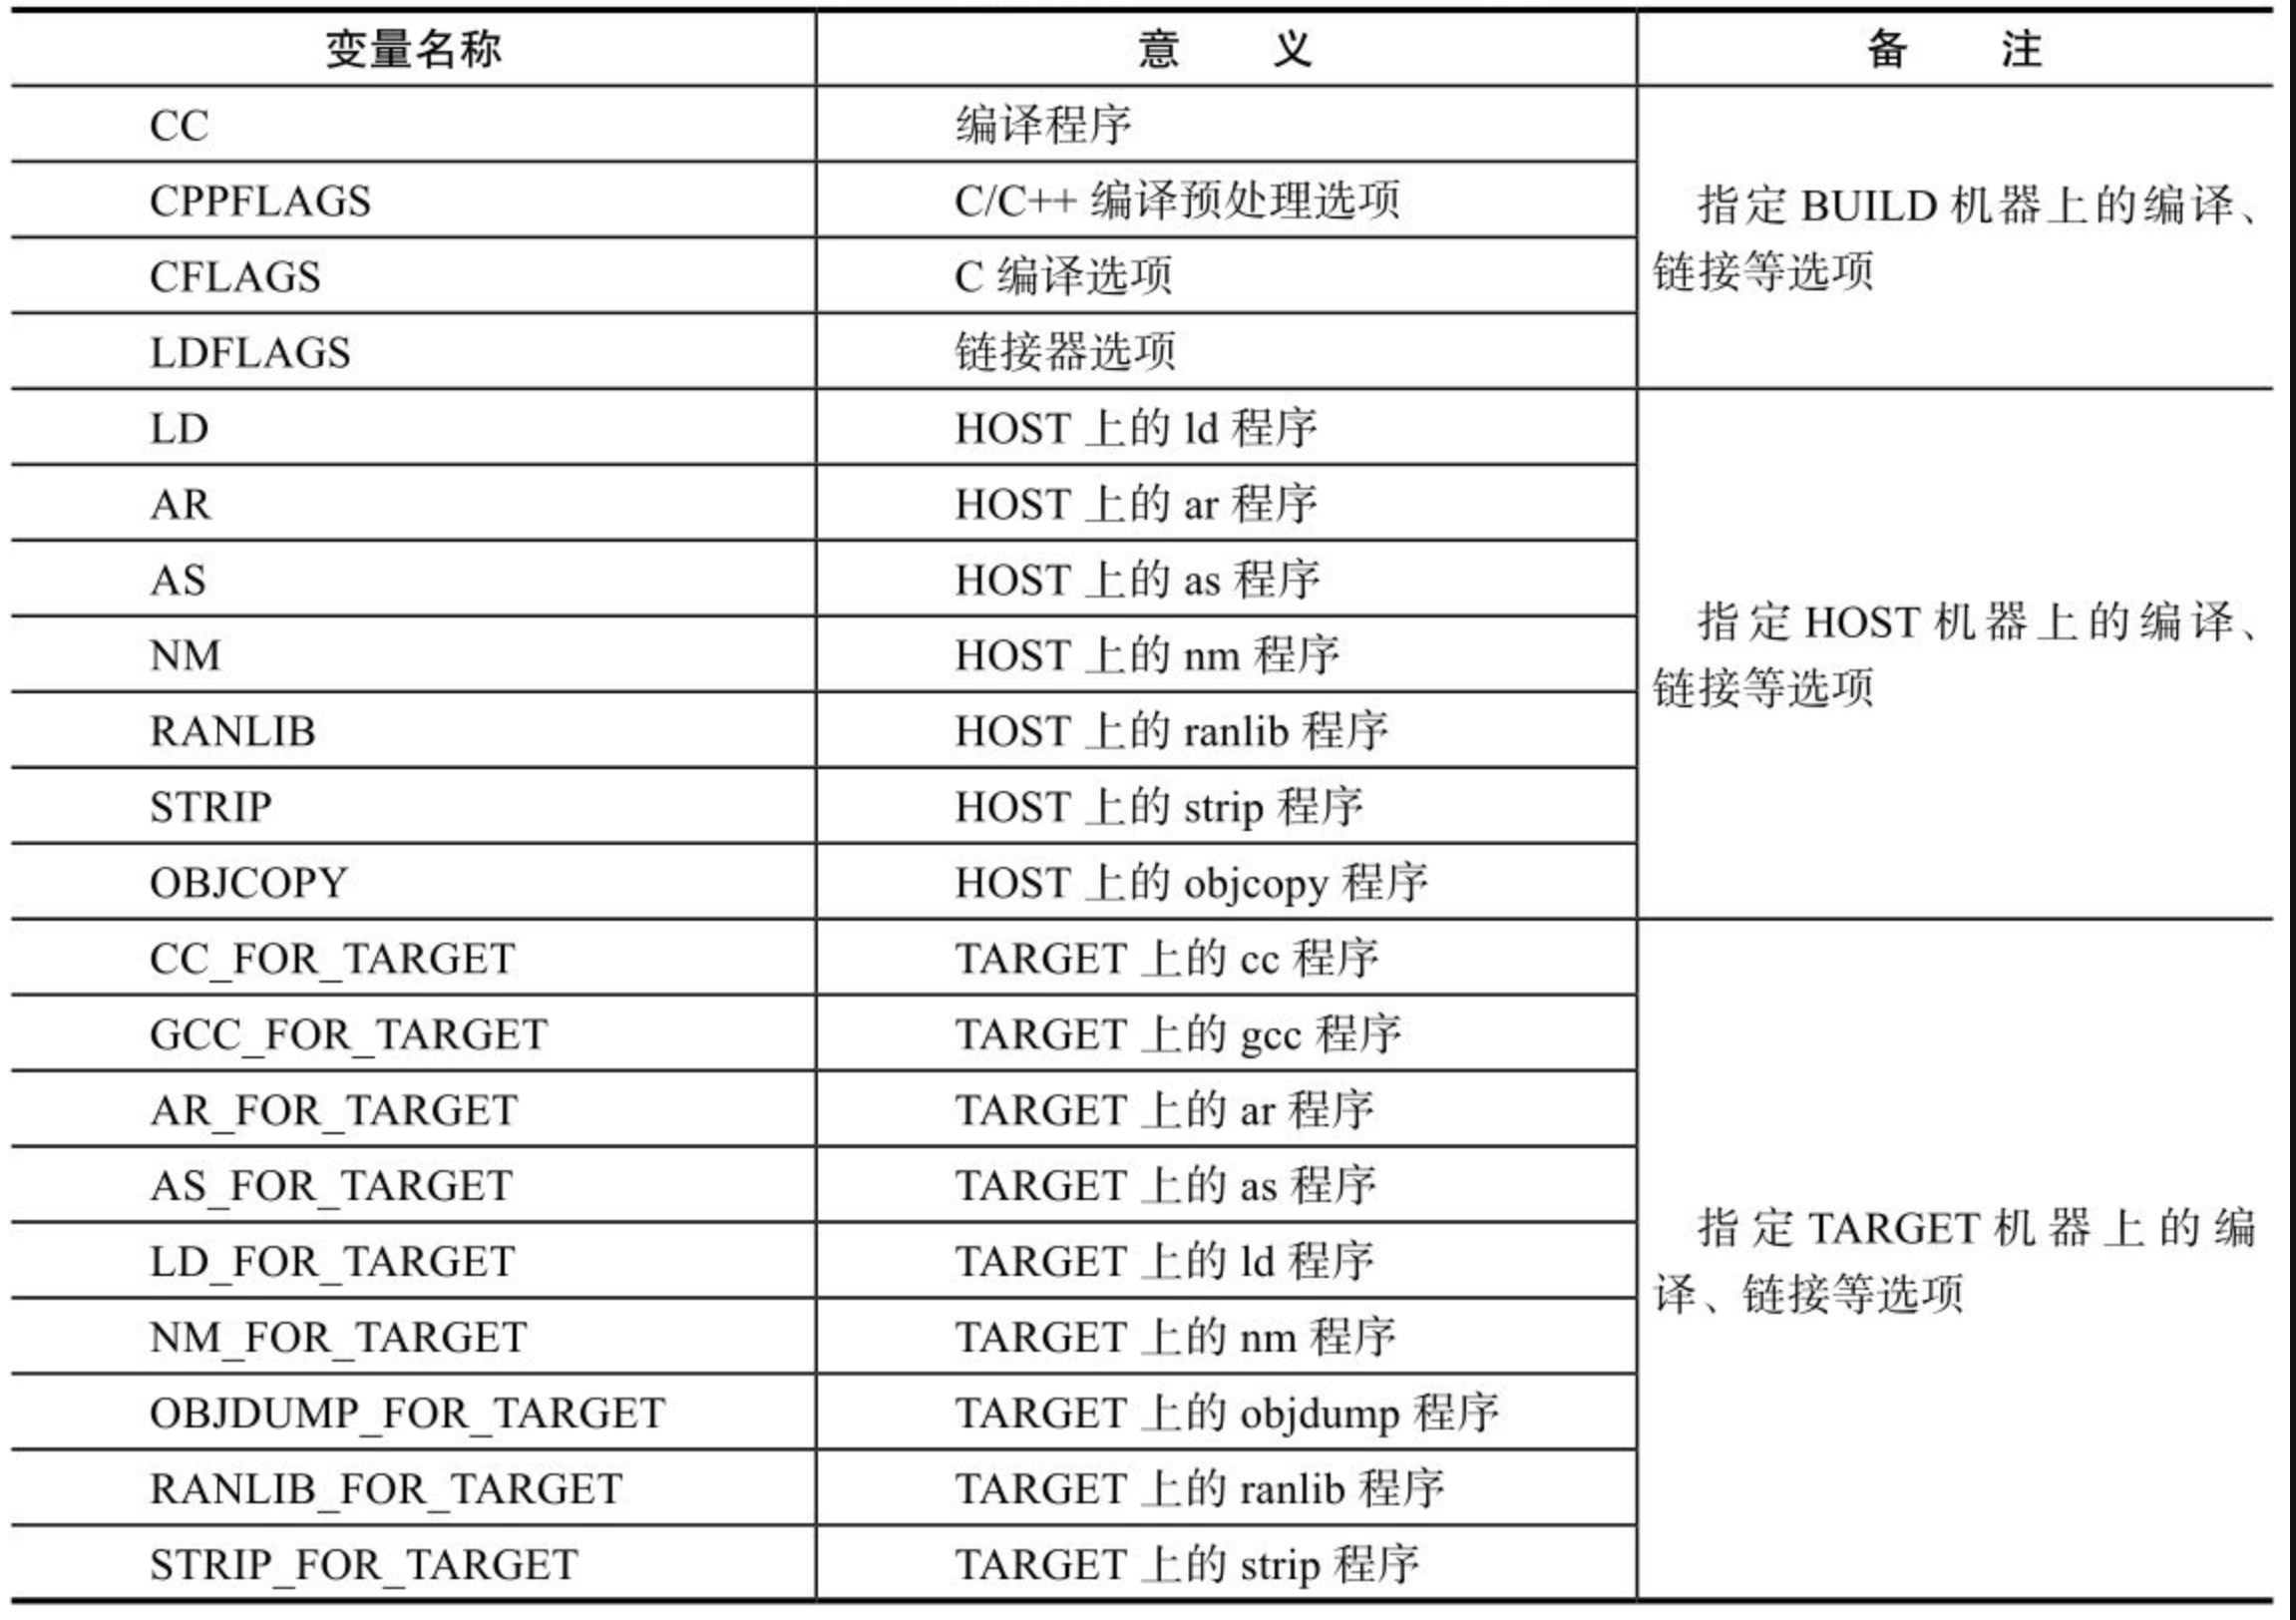 变量名称 意 义 备 注
CC 编译程序
CPPFLAGS C/C++ 编译预处理选项
指定 BUILD 机器上的编译、
链接等选项
CFLAGS C 编译选项
LDFLAGS 链接器选项
LD HOST 上的 ld 程序
AR HOST 上的 ar 程序
AS HOST 上的 as 程序
指定 HOST 机器上的编译、
链接等选项
NM HOST 上的 nm 程序
RANLIB HOST 上的 ranlib 程序
STRIP HOST 上的 strip 程序
OBJCOPY HOST 上的 objcopy 程序
CC_FOR_TARGET TARGET 上的 cc 程序
GCC_FOR_TARGET TARGET 上的 gcc 程序
AR_FOR_TARGET TARGET 上的 ar 程序
AS_FOR_TARGET TARGET 上的 as 程序
指定 TARGET 机器上的编
译、链接等选项
LD_FOR_TARGET TARGET 上的 ld 程序
NM_FOR_TARGET TARGET 上的 nm 程序
OBJDUMP_FOR_TARGET TARGET 上的 objdump 程序
RANLIB_FOR_TARGET TARGET 上的 ranlib 程序
STRIP_FOR_TARGET TARGET 上的 strip 程序